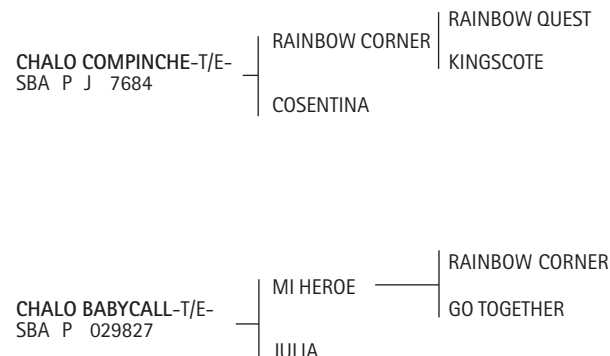 RAINBOW QUEST
RAINBOW CORNER
CHALO COMPINCHE-T/E-
KINGSCOTE
SBA P J 7684
COSENTINA
RAINBOW CORNER
MI HEROE
CHALO BABYCALL-T/E-
GO TOGETHER
SBA P 029827
JULIA